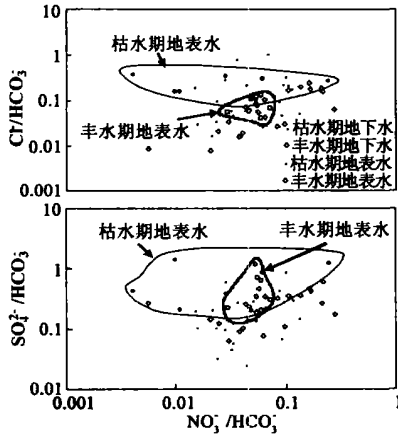 10
1
0.1
0.01
0.001
Cl⁻/HCO₃⁻
枯水期地表水
丰水期地表水
枯水期地下水
丰水期地下水
枯水期地表水
丰水期地表水
10
1
0.1
0.01
SO₄²⁻/HCO₃⁻
枯水期地表水
丰水期地表水
0.001
0.01
0.1
1
NO₃⁻/HCO₃⁻